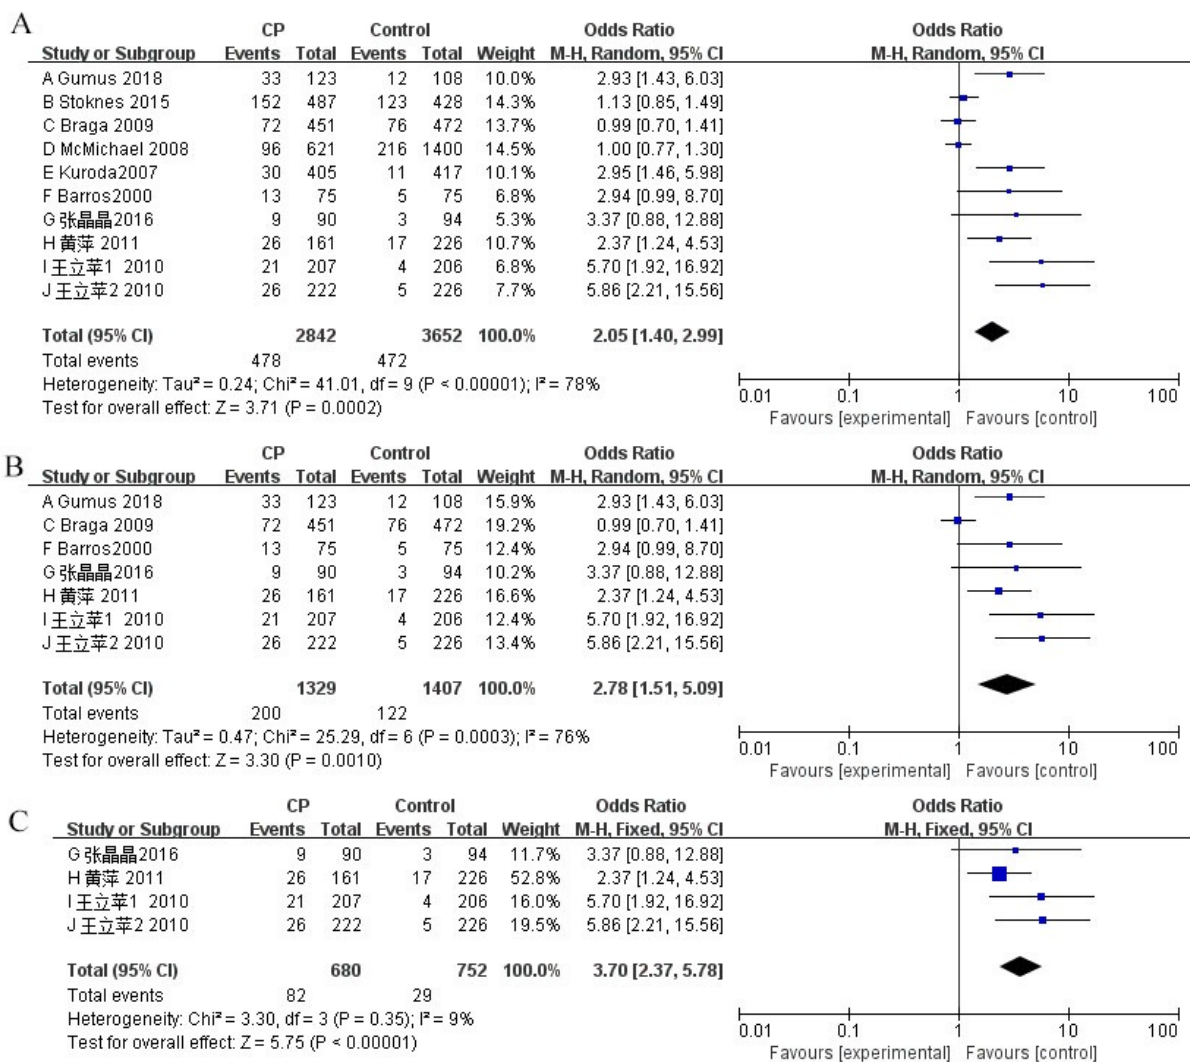 A
CP Control Odds Ratio Odds Ratio
Study or Subgroup Events Total Events Total Weight M-H, Random, 95% CI M-H, Random, 95% CI
A Gumus 2018 33 123 12 108 10.0% 2.93 [1.43, 6.03]
B Stoknes 2015 152 487 123 428 14.3% 1.13 [0.85, 1.49]
C Braga 2009 72 451 76 472 13.7% 0.99 [0.70, 1.41]
D McMichael 2008 96 621 216 1400 14.5% 1.00 [0.77, 1.30]
E Kuroda2007 30 405 11 417 10.1% 2.95 [1.46, 5.98]
F Barros2000 13 75 5 75 6.8% 2.94 [0.99, 8.70]
G 张晶晶2016 9 90 3 94 5.3% 3.37 [0.88, 12.88]
H 黄萍 2011 26 161 17 226 10.7% 2.37 [1.24, 4.53]
I 王立苹1 2010 21 207 4 206 6.8% 5.70 [1.92, 16.92]
J 王立苹2 2010 26 222 5 226 7.7% 5.86 [2.21, 15.56]
Total (95% CI) 2842 3652 100.0% 2.05 [1.40, 2.99]
Total events 478 472
Heterogeneity: Tau² = 0.24; Chi² = 41.01, df = 9 (P < 0.00001); I² = 78%
Test for overall effect: Z = 3.71 (P = 0.0002)
0.01 0.1 1 10 100
Favours [experimental] Favours [control]
B
CP Control Odds Ratio Odds Ratio
Study or Subgroup Events Total Events Total Weight M-H, Random, 95% CI M-H, Random, 95% CI
A Gumus 2018 33 123 12 108 15.9% 2.93 [1.43, 6.03]
C Braga 2009 72 451 76 472 19.2% 0.99 [0.70, 1.41]
F Barros2000 13 75 5 75 12.4% 2.94 [0.99, 8.70]
G 张晶晶2016 9 90 3 94 10.2% 3.37 [0.88, 12.88]
H 黄萍 2011 26 161 17 226 16.6% 2.37 [1.24, 4.53]
I 王立苹1 2010 21 207 4 206 12.4% 5.70 [1.92, 16.92]
J 王立苹2 2010 26 222 5 226 13.4% 5.86 [2.21, 15.56]
Total (95% CI) 1329 1407 100.0% 2.78 [1.51, 5.09]
Total events 200 122
Heterogeneity: Tau² = 0.47; Chi² = 25.29, df = 6 (P = 0.0003); I² = 76%
Test for overall effect: Z = 3.30 (P = 0.0010)
0.01 0.1 1 10 100
Favours [experimental] Favours [control]
C
CP Control Odds Ratio Odds Ratio
Study or Subgroup Events Total Events Total Weight M-H, Fixed, 95% CI M-H, Fixed, 95% CI
G 张晶晶2016 9 90 3 94 11.7% 3.37 [0.88, 12.88]
H 黄萍 2011 26 161 17 226 52.8% 2.37 [1.24, 4.53]
I 王立苹1 2010 21 207 4 206 16.0% 5.70 [1.92, 16.92]
J 王立苹2 2010 26 222 5 226 19.5% 5.86 [2.21, 15.56]
Total (95% CI) 680 752 100.0% 3.70 [2.37, 5.78]
Total events 82 29
Heterogeneity: Chi² = 3.30, df = 3 (P = 0.35); I² = 9%
Test for overall effect: Z = 5.75 (P < 0.00001)
0.01 0.1 1 10 100
Favours [experimental] Favours [control]